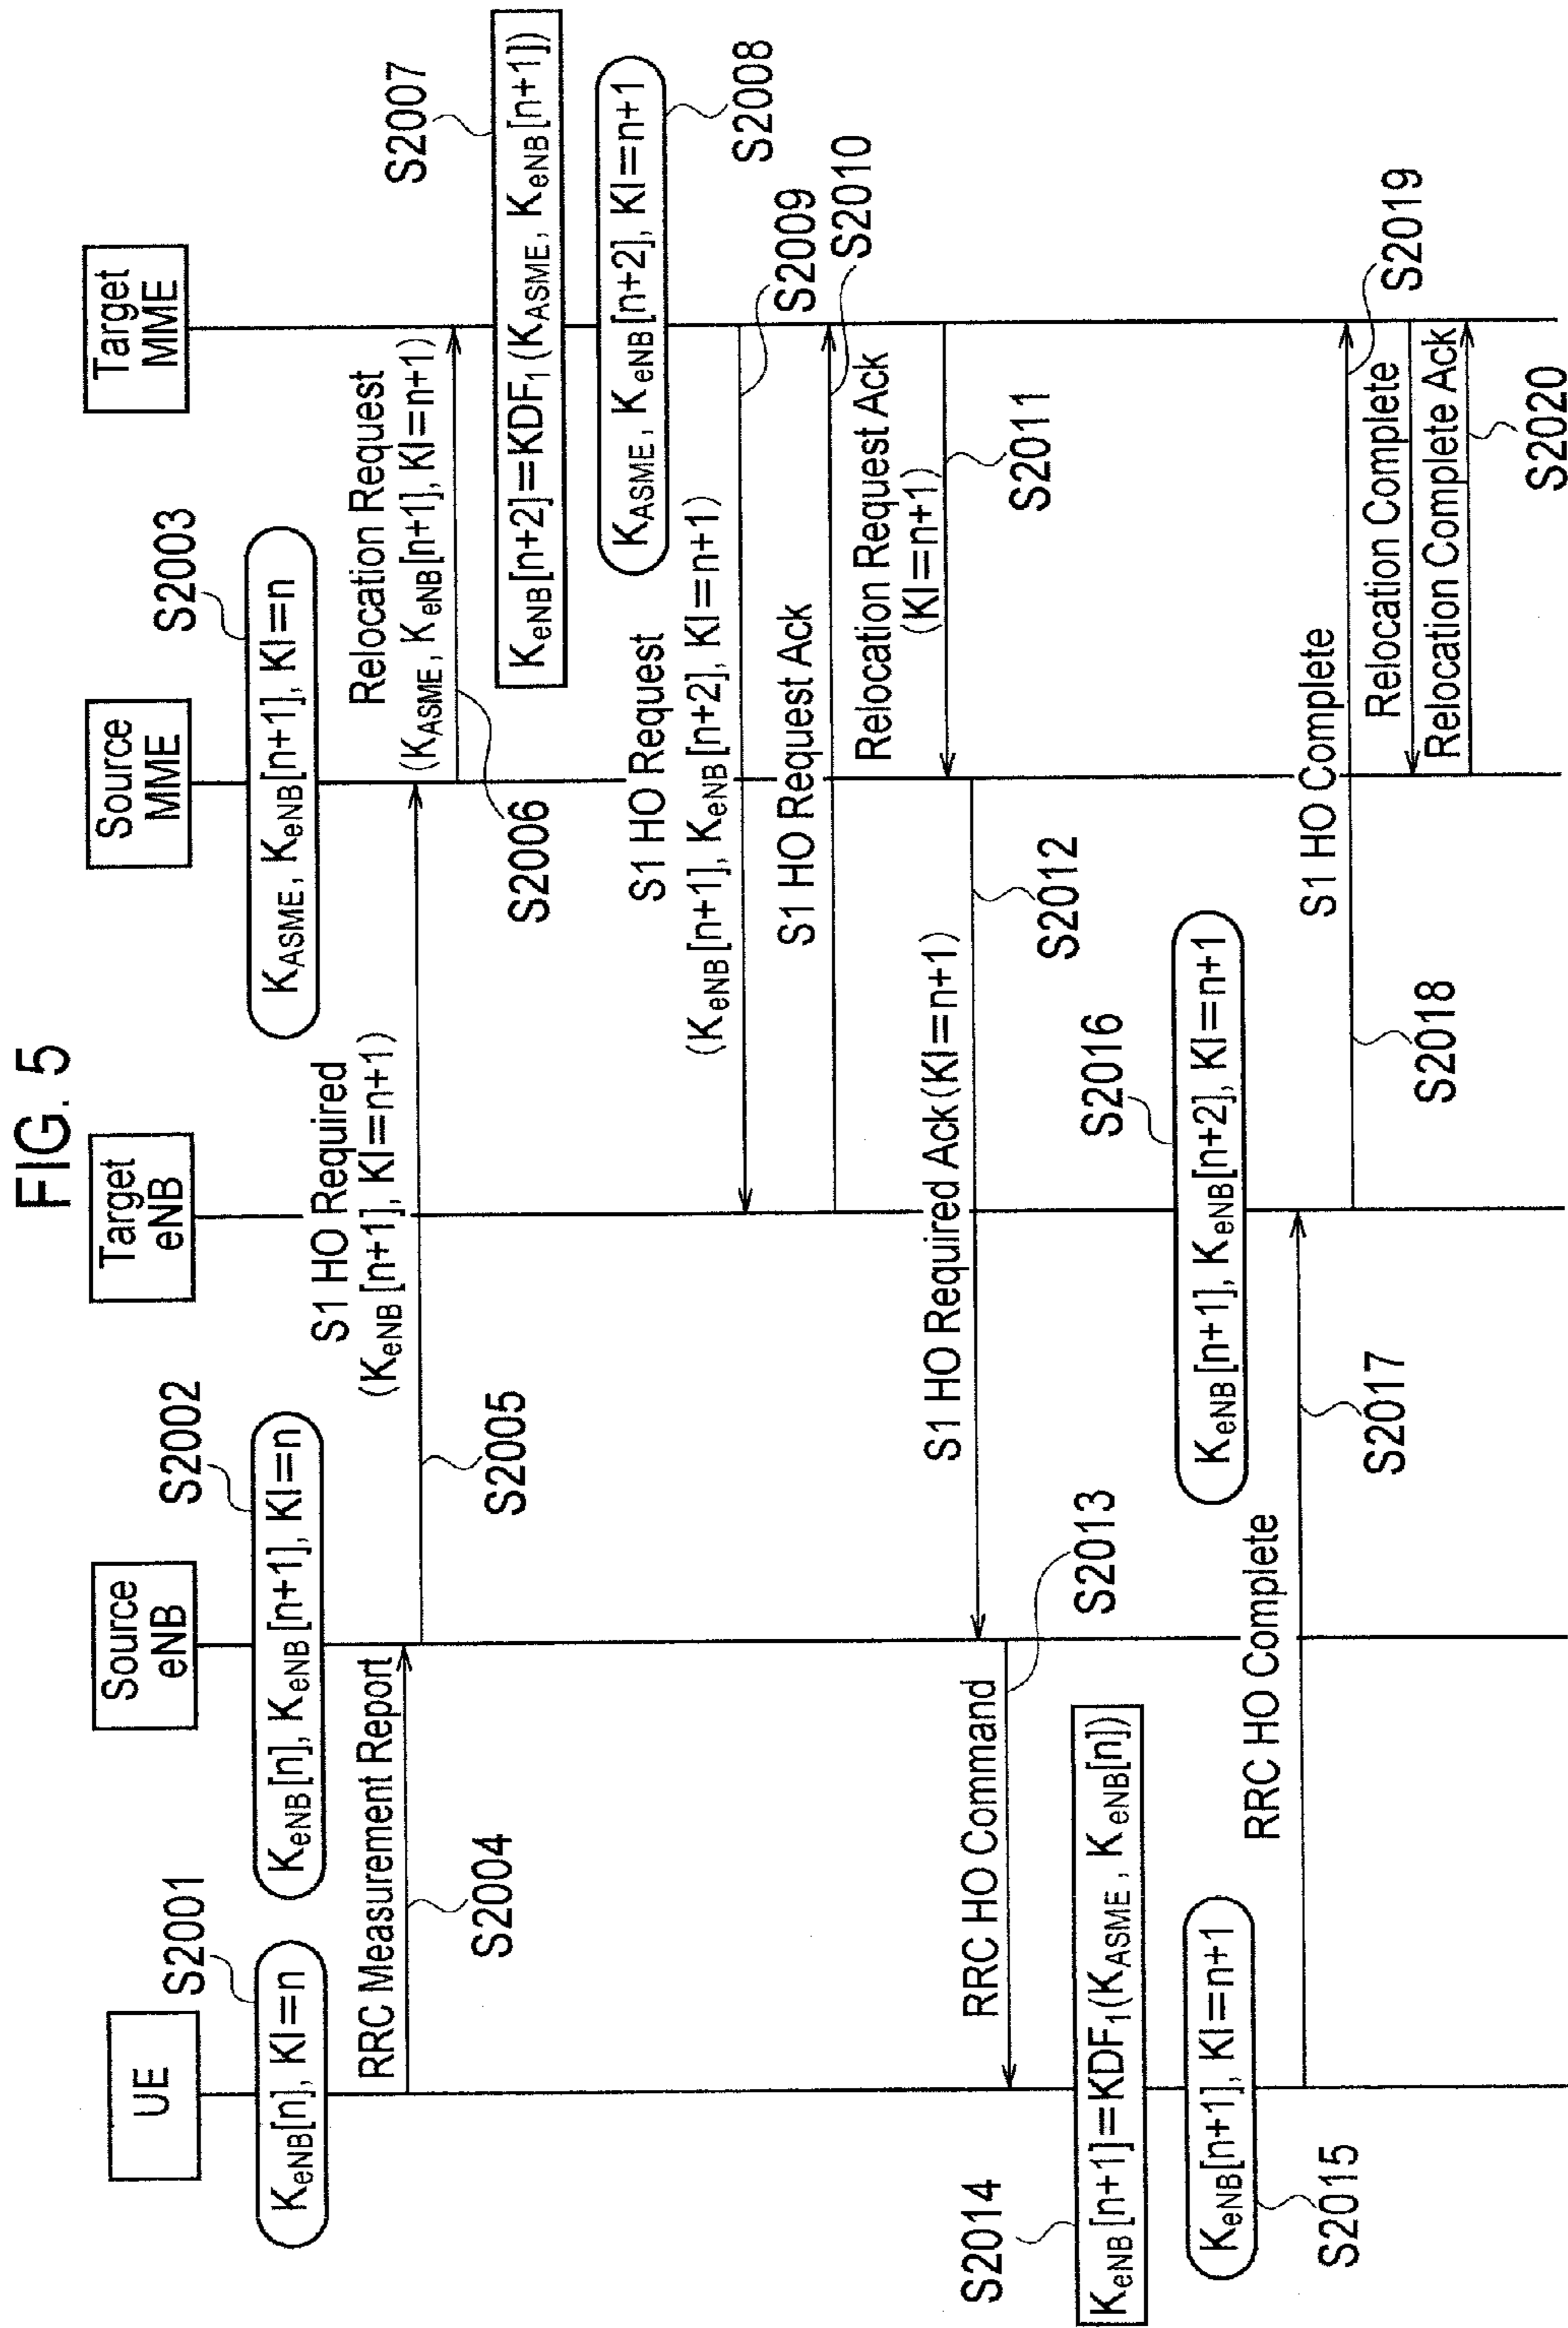 FIG. 5
UE
Source
eNB
Target
eNB
Source
MME
Target
MME
S2001
KeNB[n], KI=n
S2002
KeNB[n], KeNB[n+1], KI=n
S2003
KASME, KeNB[n+1], KI=n
RRC Measurement Report
S2004
S1 HO Required
(KeNB[n+1], KI=n+1)
S2005
Relocation Request
(KASME, KeNB[n+1], KI=n+1)
S2006
S2007
KeNB[n+2]=KDF1(KASME, KeNB[n+1])
KASME, KeNB[n+2], KI=n+1
S2008
S1 HO Request
(KeNB[n+1], KeNB[n+2], KI=n+1)
S2009
S1 HO Request Ack
S2010
Relocation Request Ack
(KI=n+1)
S2011
S1 HO Required Ack(KI=n+1)
S2012
RRC HO Command
S2013
S2014
KeNB[n+1]=KDF1(KASME, KeNB[n])
KeNB[n+1], KI=n+1
S2015
S2016
KeNB[n+1], KeNB[n+2], KI=n+1
RRC HO Complete
S2017
S1 HO Complete
S2018
S2019
Relocation Complete
Relocation Complete Ack
S2020